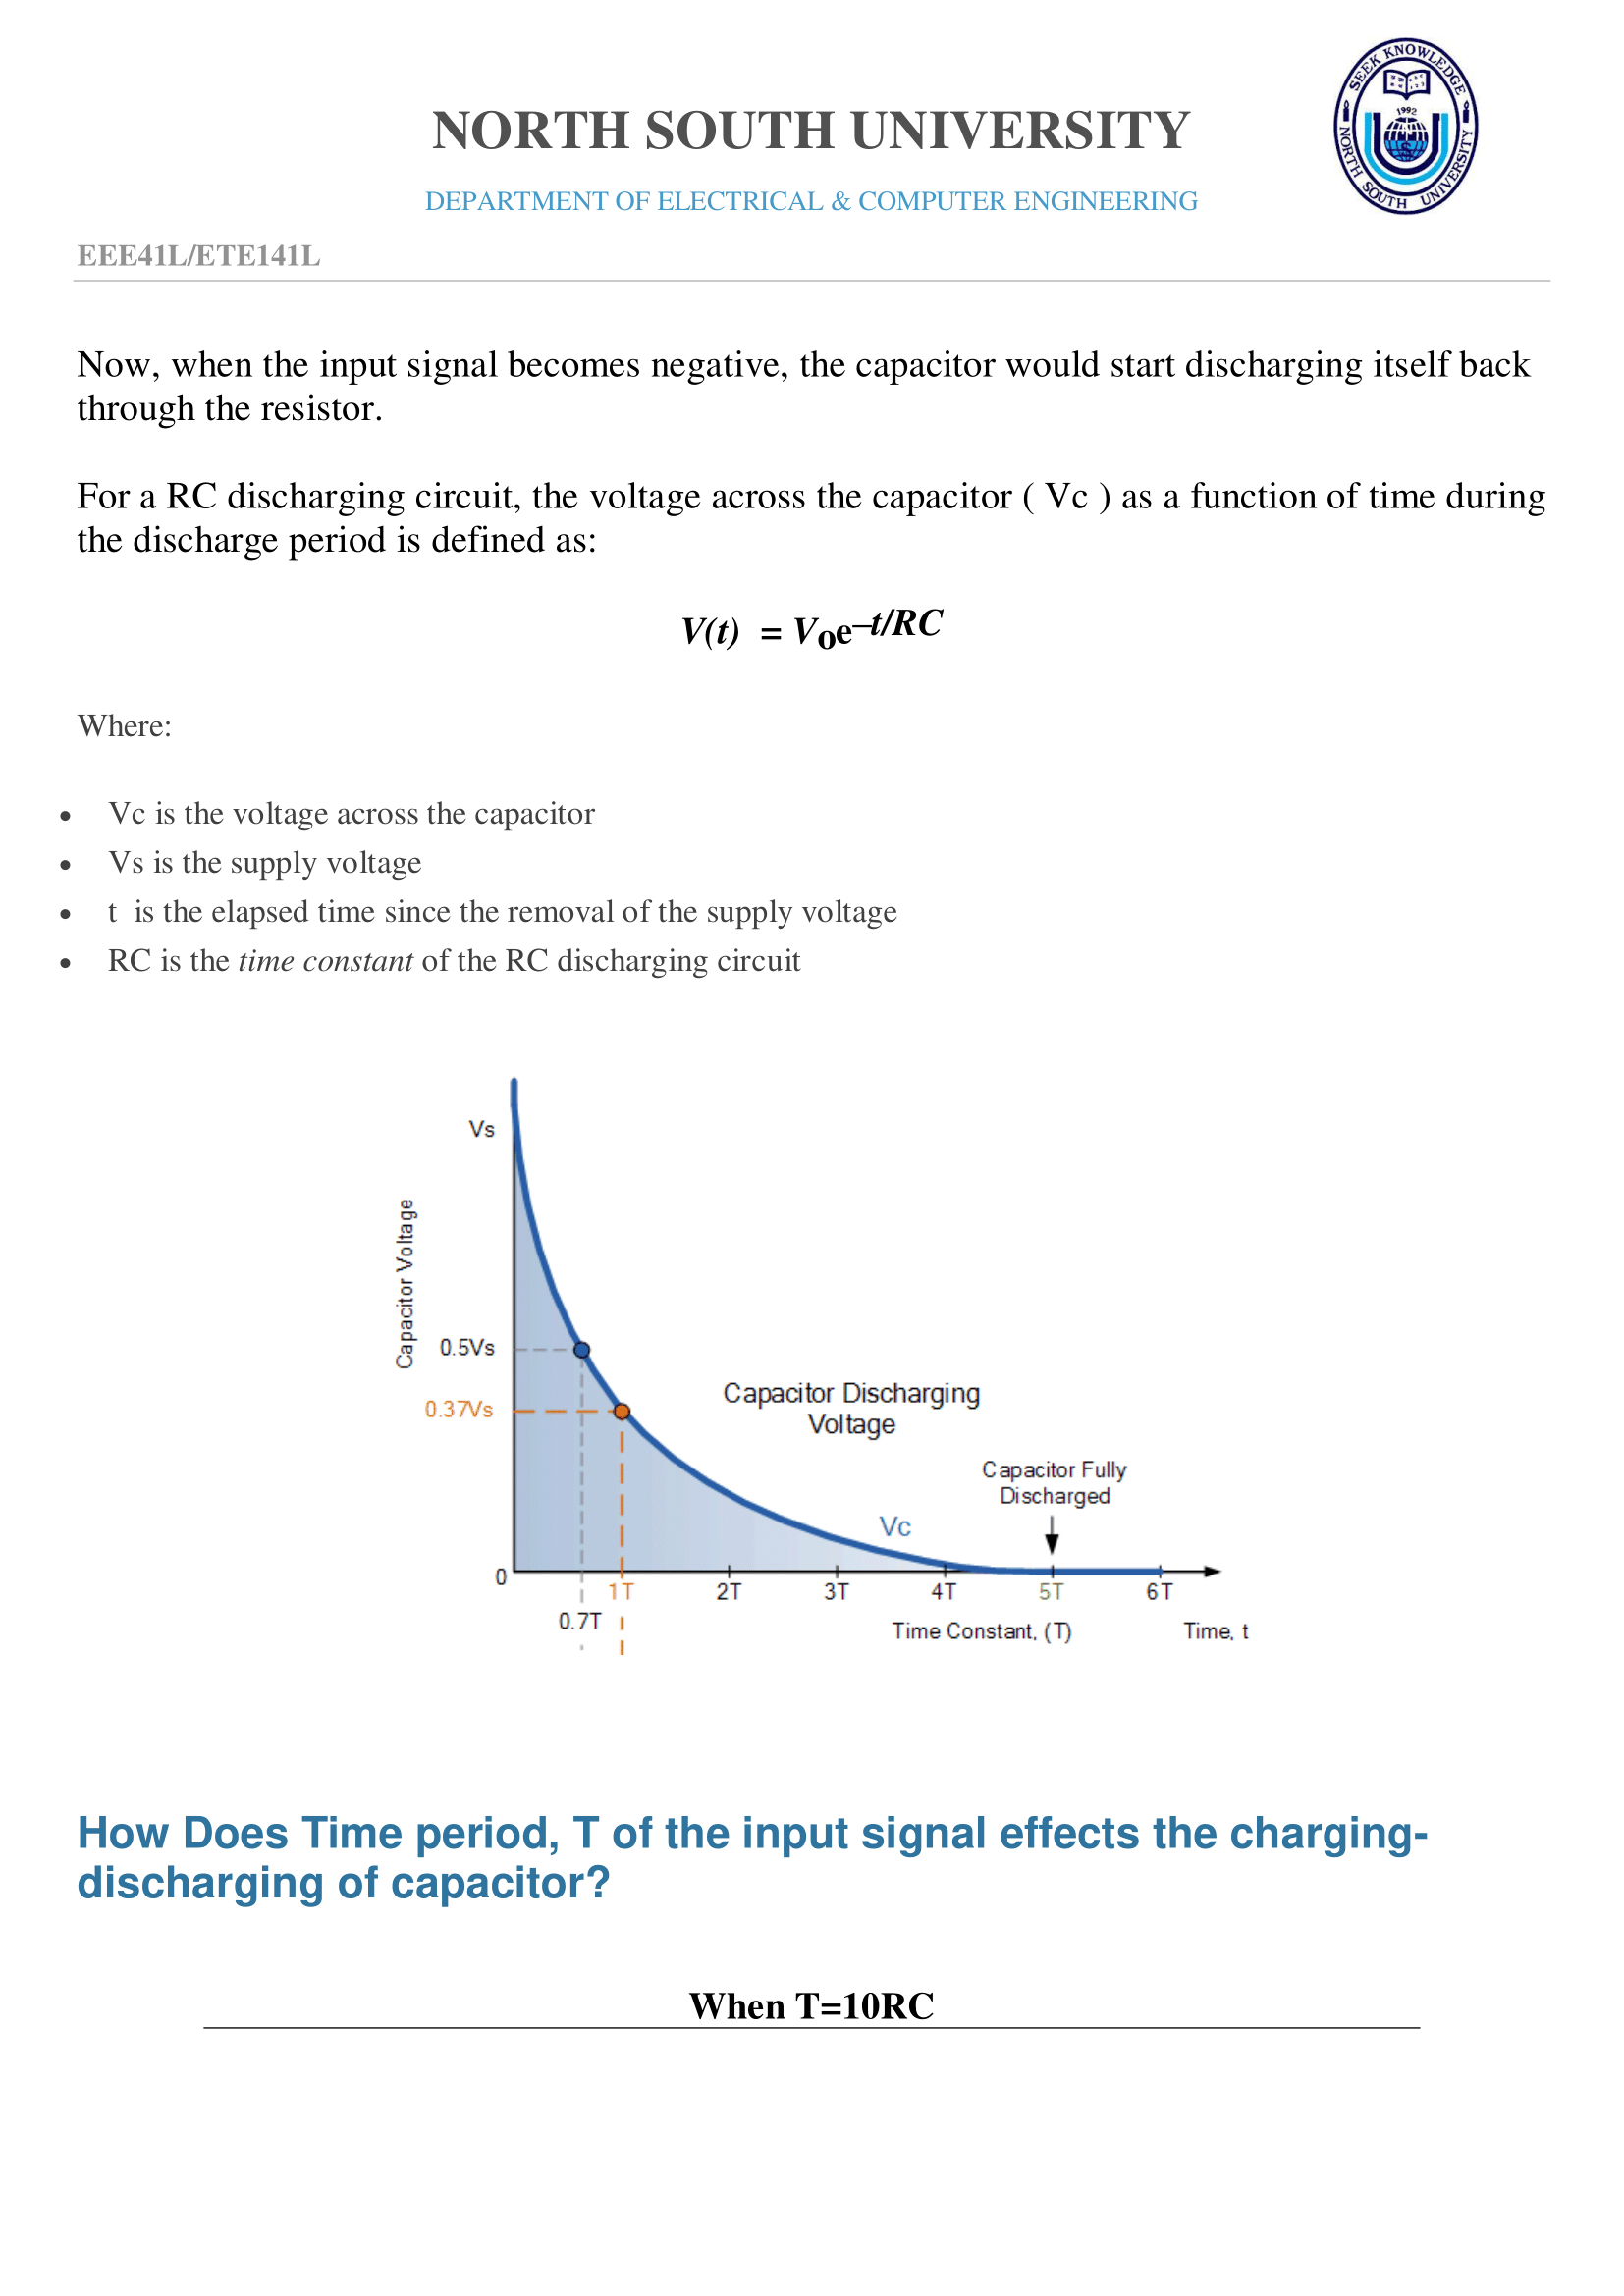 NORTH SOUTH UNIVERSITY
SEEK KNOWLEDGE
1992
NORTH SOUTH UNIVERSITY
DEPARTMENT OF ELECTRICAL & COMPUTER ENGINEERING
EEE41L/ETE141L
Now, when the input signal becomes negative, the capacitor would start discharging itself back
through the resistor.
For a RC discharging circuit, the voltage across the capacitor ( Vc ) as a function of time during
the discharge period is defined as:
V(t) = Voe–t/RC
Where:
• Vc is the voltage across the capacitor
• Vs is the supply voltage
• t is the elapsed time since the removal of the supply voltage
• RC is the time constant of the RC discharging circuit
Vs
Capacitor Voltage
0.5Vs
0.37Vs
Capacitor Discharging
Voltage
Capacitor Fully
Discharged
Vc
0
1T 2T 3T 4T 5T 6T
0.7T
Time Constant, (T) Time, t
How Does Time period, T of the input signal effects the charging-
discharging of capacitor?
When T=10RC